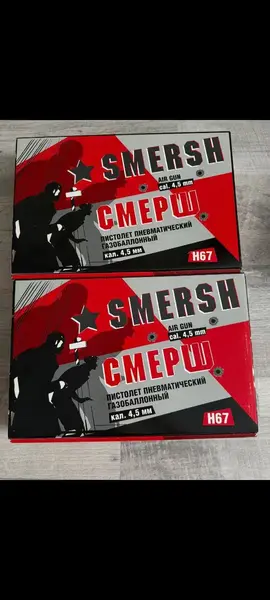 SMERSH
AIR GUN
cal. 4,5 mm
СМЕРШ
ПИСТОЛЕТ ПНЕВМАТИЧЕСКИЙ
ГАЗОБАЛЛОННЫЙ
кал. 4,5 мм
H67
SMERSH
AIR GUN
cal. 4,5 mm
СМЕРШ
ПИСТОЛЕТ ПНЕВМАТИЧЕСКИЙ
ГАЗОБАЛЛОННЫЙ
кал. 4,5 мм
H67